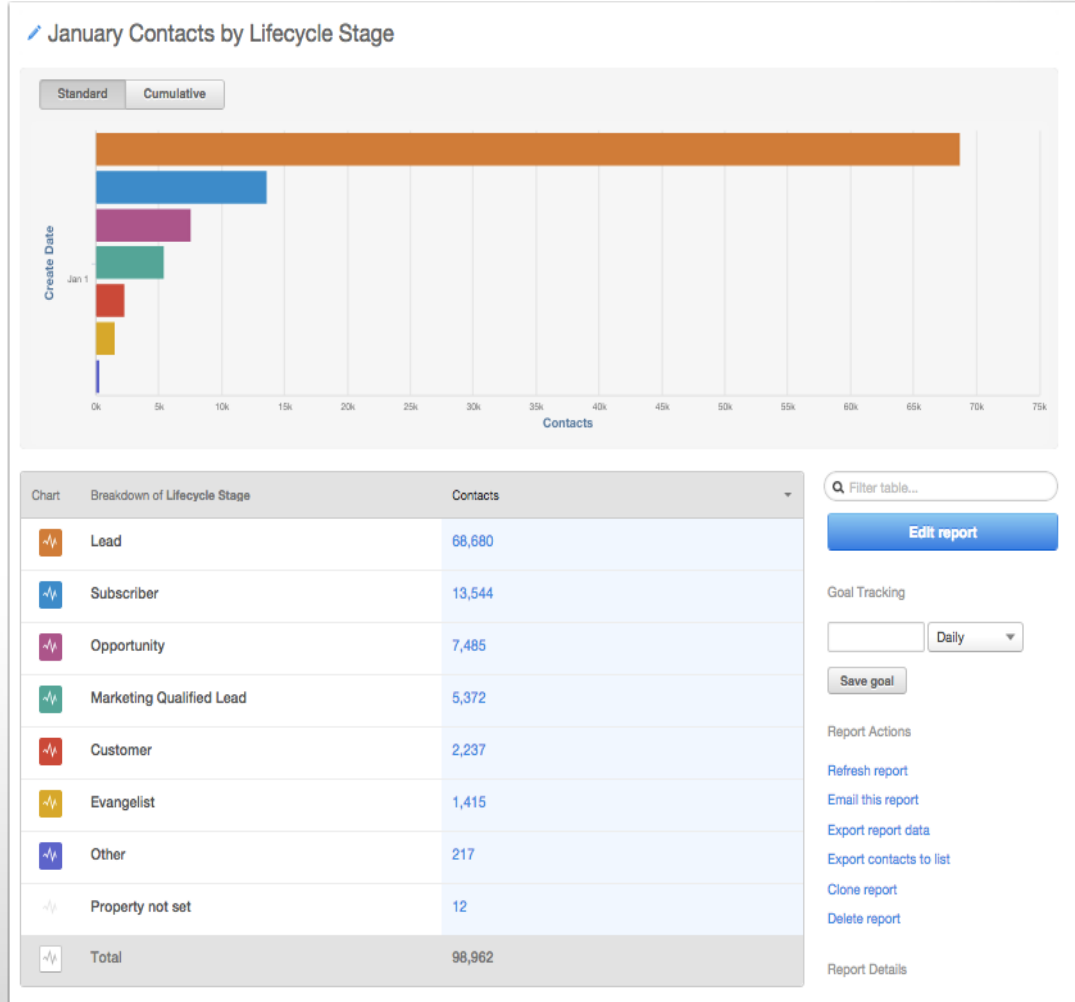 January Contacts by Lifecycle Stage
Standard Cumulative
Create Date
Jan 1
0k 5k 10k 15k 20k 25k 30k 35k 40k 45k 50k 55k 60k 65k 70k 75k
Contacts
Chart Breakdown of Lifecycle Stage Contacts
Lead 68,680
Subscriber 13,544
Opportunity 7,485
Marketing Qualified Lead 5,372
Customer 2,237
Evangelist 1,415
Other 217
Property not set 12
Total 98,962
Filter table...
Edit report
Goal Tracking
Daily
Save goal
Report Actions
Refresh report
Email this report
Export report data
Export contacts to list
Clone report
Delete report
Report Details